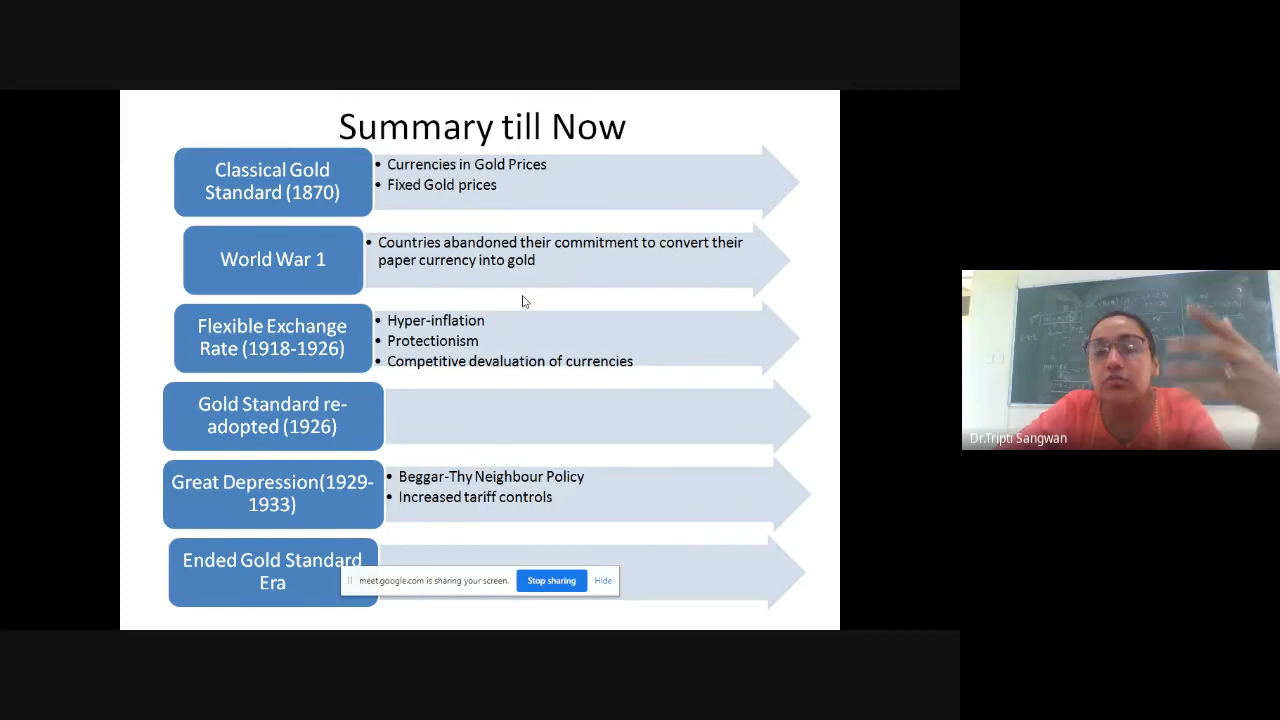 Summary till Now
Classical Gold
Standard (1870)
• Currencies in Gold Prices
• Fixed Gold prices
World War 1
• Countries abandoned their commitment to convert their
paper currency into gold
Flexible Exchange
Rate (1918-1926)
• Hyper-inflation
• Protectionism
• Competitive devaluation of currencies
Gold Standard re-
adopted (1926)
Great Depression(1929-
1933)
• Beggar-Thy Neighbour Policy
• Increased tariff controls
Ended Gold Standard
Era
meet.google.com is sharing your screen.
Stop sharing
Hide
Dr.Tripti Sangwan